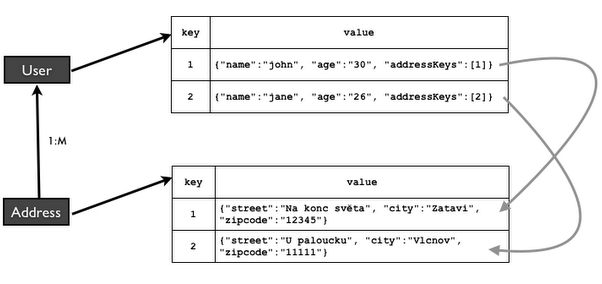 key value
User
1 {"name":"john", "age":"30", "addressKeys":[1]}
2 {"name":"jane", "age":"26", "addressKeys":[2]}
1:M
key value
Address
1 {"street":"Na konc světa", "city":"Zatavi",
"zipcode":"12345"}
2 {"street":"U paloucku", "city":"Vlcnov",
"zipcode":"11111"}